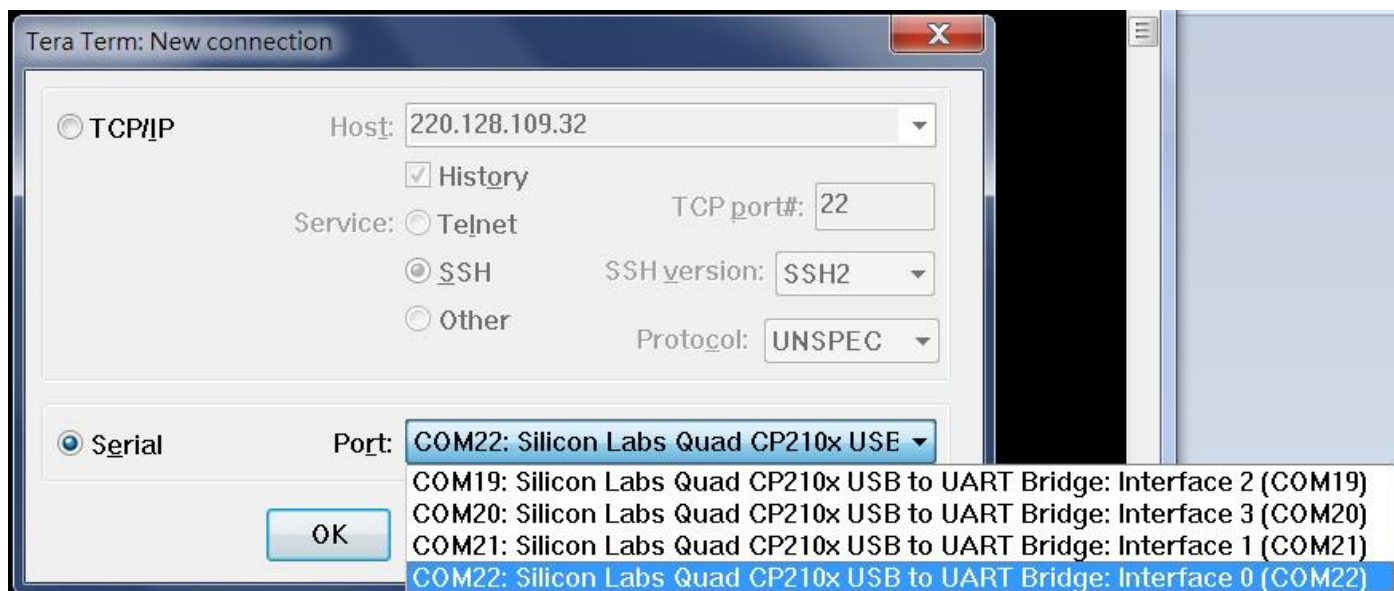 Tera Term: New connection
TCP/IP
Host: 220.128.109.32
History
Service: Telnet
TCP port#: 22
SSH
SSH version: SSH2
Other
Protocol: UNSPEC
Serial
Port: COM22: Silicon Labs Quad CP210x USE
COM19: Silicon Labs Quad CP210x USB to UART Bridge: Interface 2 (COM19)
COM20: Silicon Labs Quad CP210x USB to UART Bridge: Interface 3 (COM20)
OK
COM21: Silicon Labs Quad CP210x USB to UART Bridge: Interface 1 (COM21)
COM22: Silicon Labs Quad CP210x USB to UART Bridge: Interface 0 (COM22)